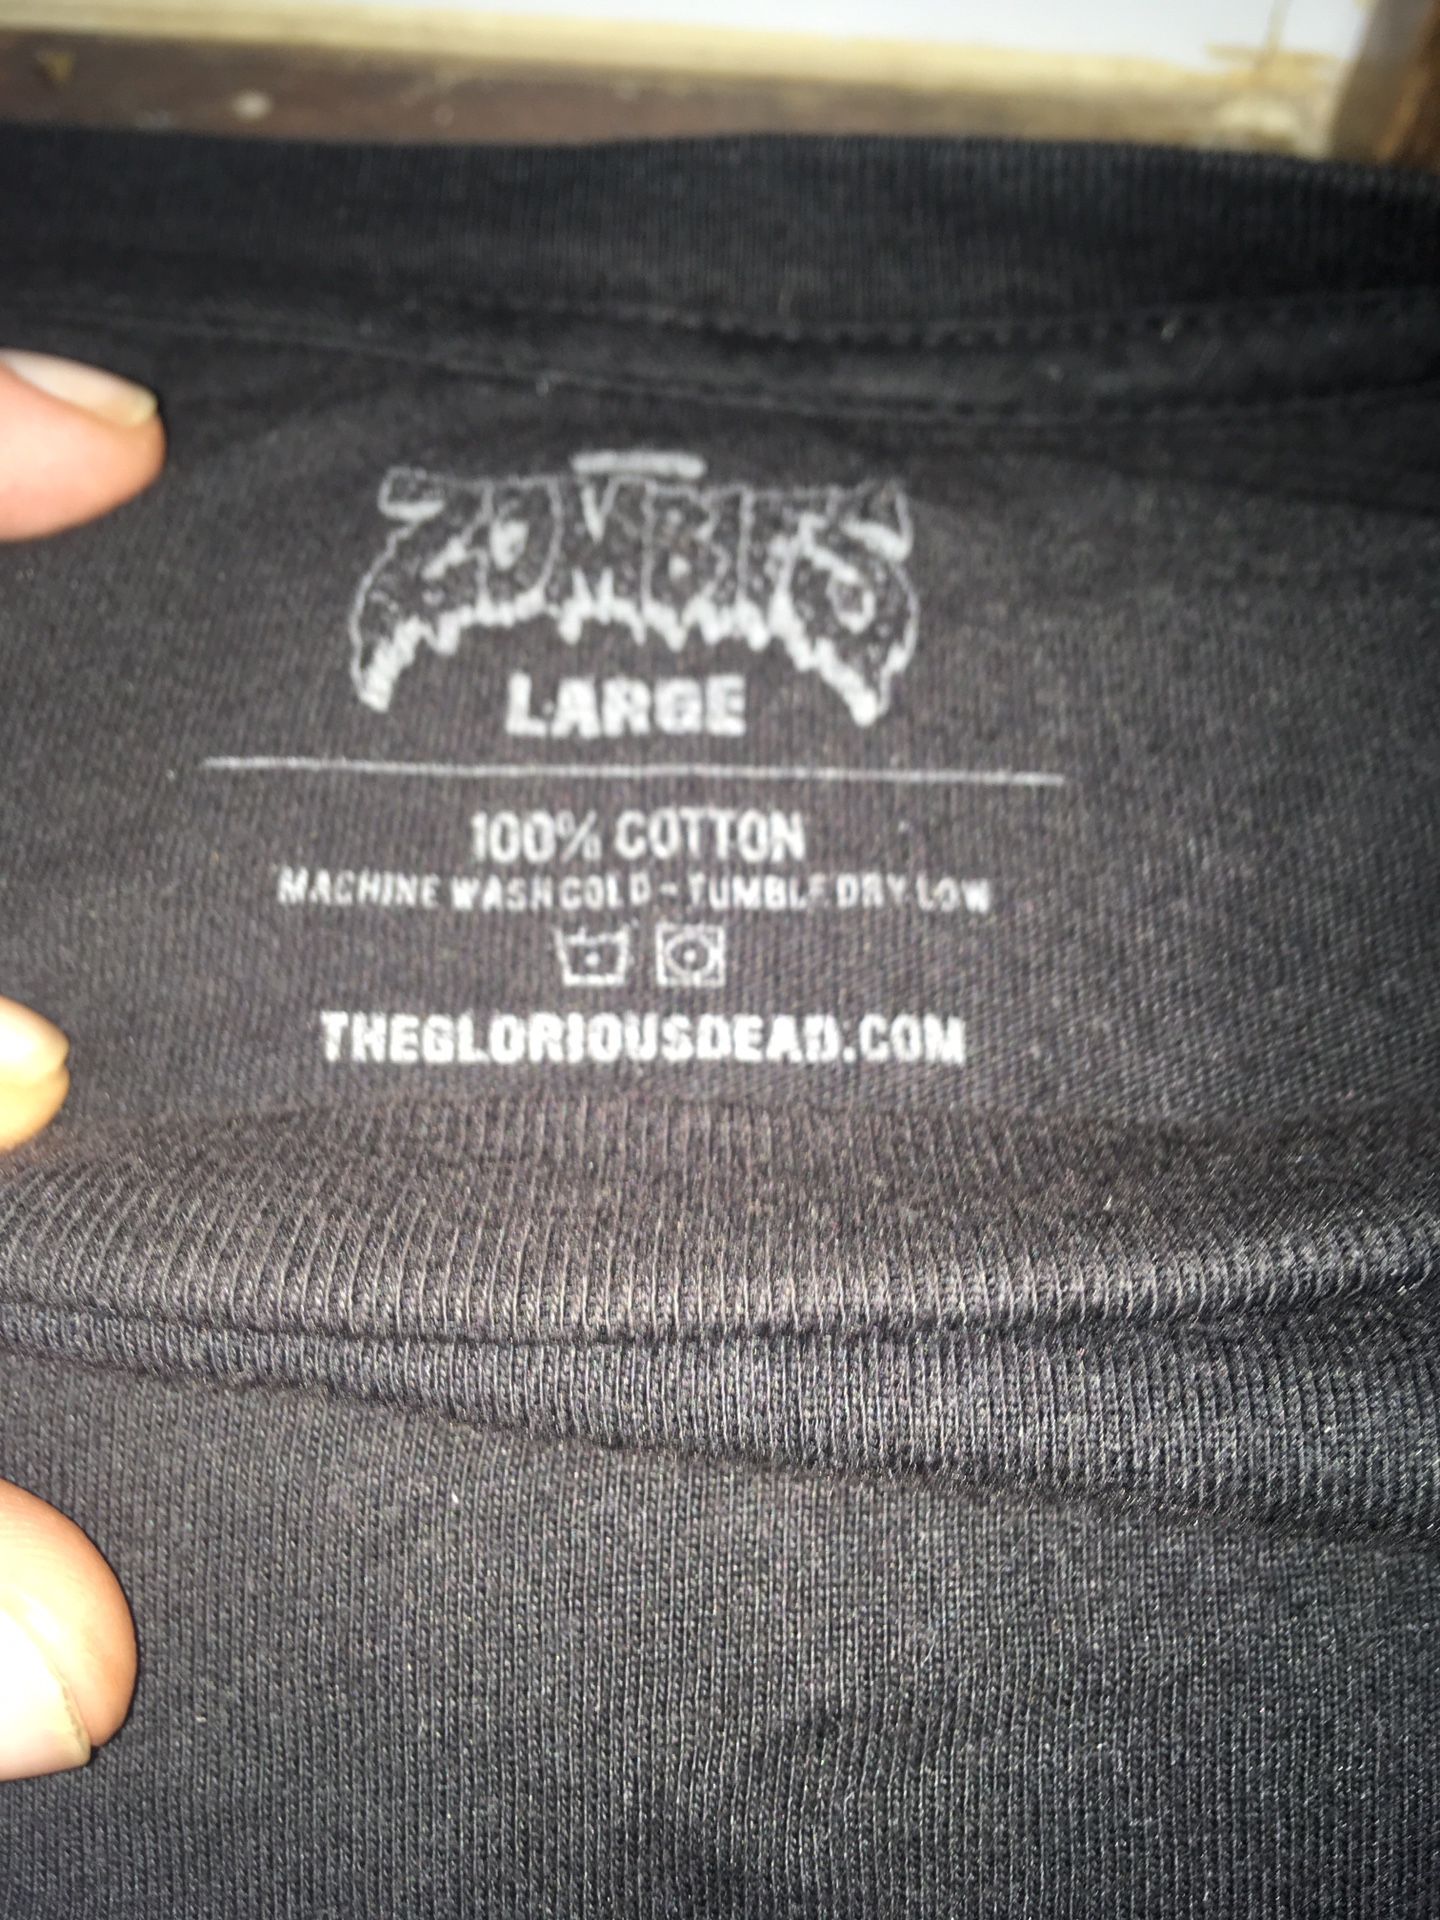 ZOMBIES
LARGE
100% COTTON
MACHINE WASH COLD - TUMBLE DRY LOW
THEGLORIOUSDEAD.COM